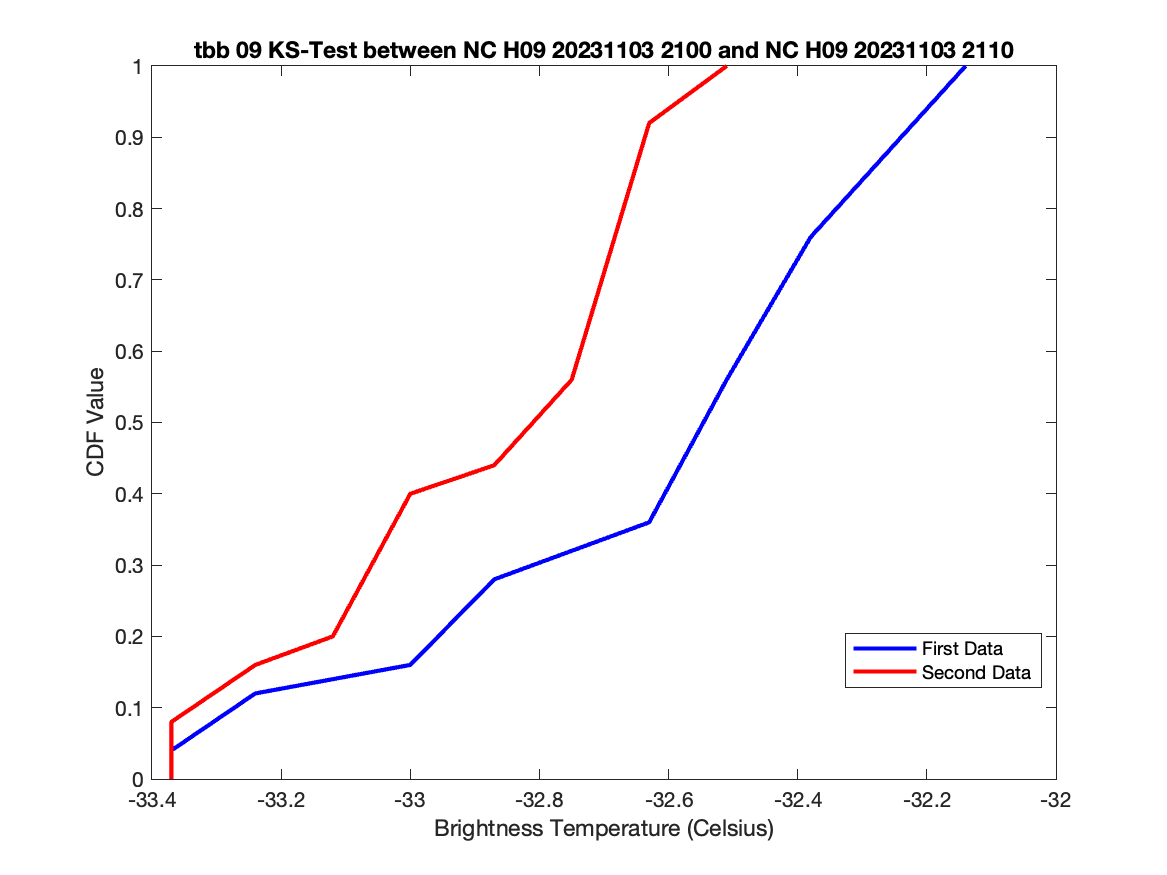 tbb 09 KS-Test between NC H09 20231103 2100 and NC H09 20231103 2110
1
0.9
0.8
0.7
0.6
0.5
0.4
0.3
0.2
0.1
0
CDF Value
First Data
Second Data
-33.4 -33.2 -33 -32.8 -32.6 -32.4 -32.2 -32
Brightness Temperature (Celsius)